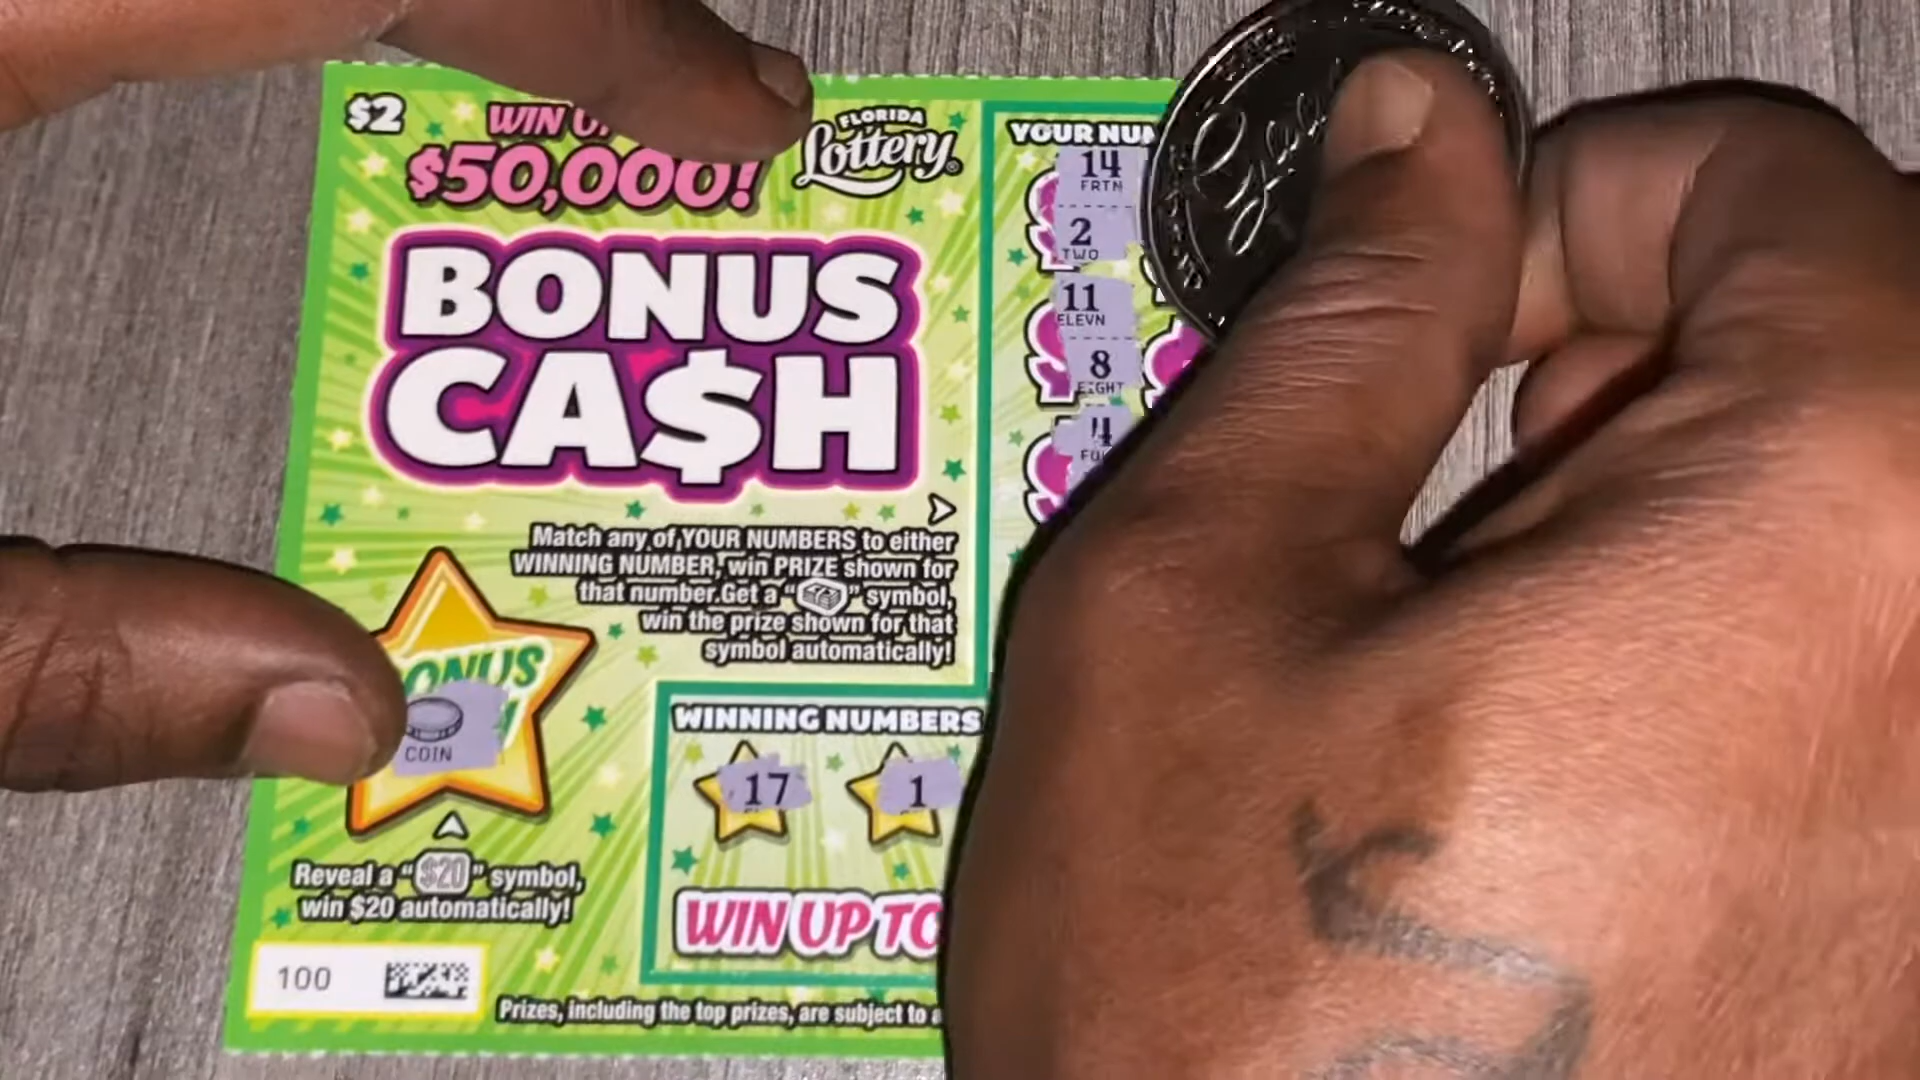 $2
WIN U
$50,000!
FLORIDA
Lottery
BONUS
CA$H
Match any of YOUR NUMBERS to either
WINNING NUMBER, win PRIZE shown for
that number. Get a “ ” symbol,
win the prize shown for that
symbol automatically!
ONUS
COIN
Reveal a “$20” symbol,
win $20 automatically!
100
WINNING NUMBERS
17 1
WIN UP TO
Prizes, including the top prizes, are subject to a
YOUR NUM
14
FRTN
2
TWO
11
ELEVN
8
EIGHT
4